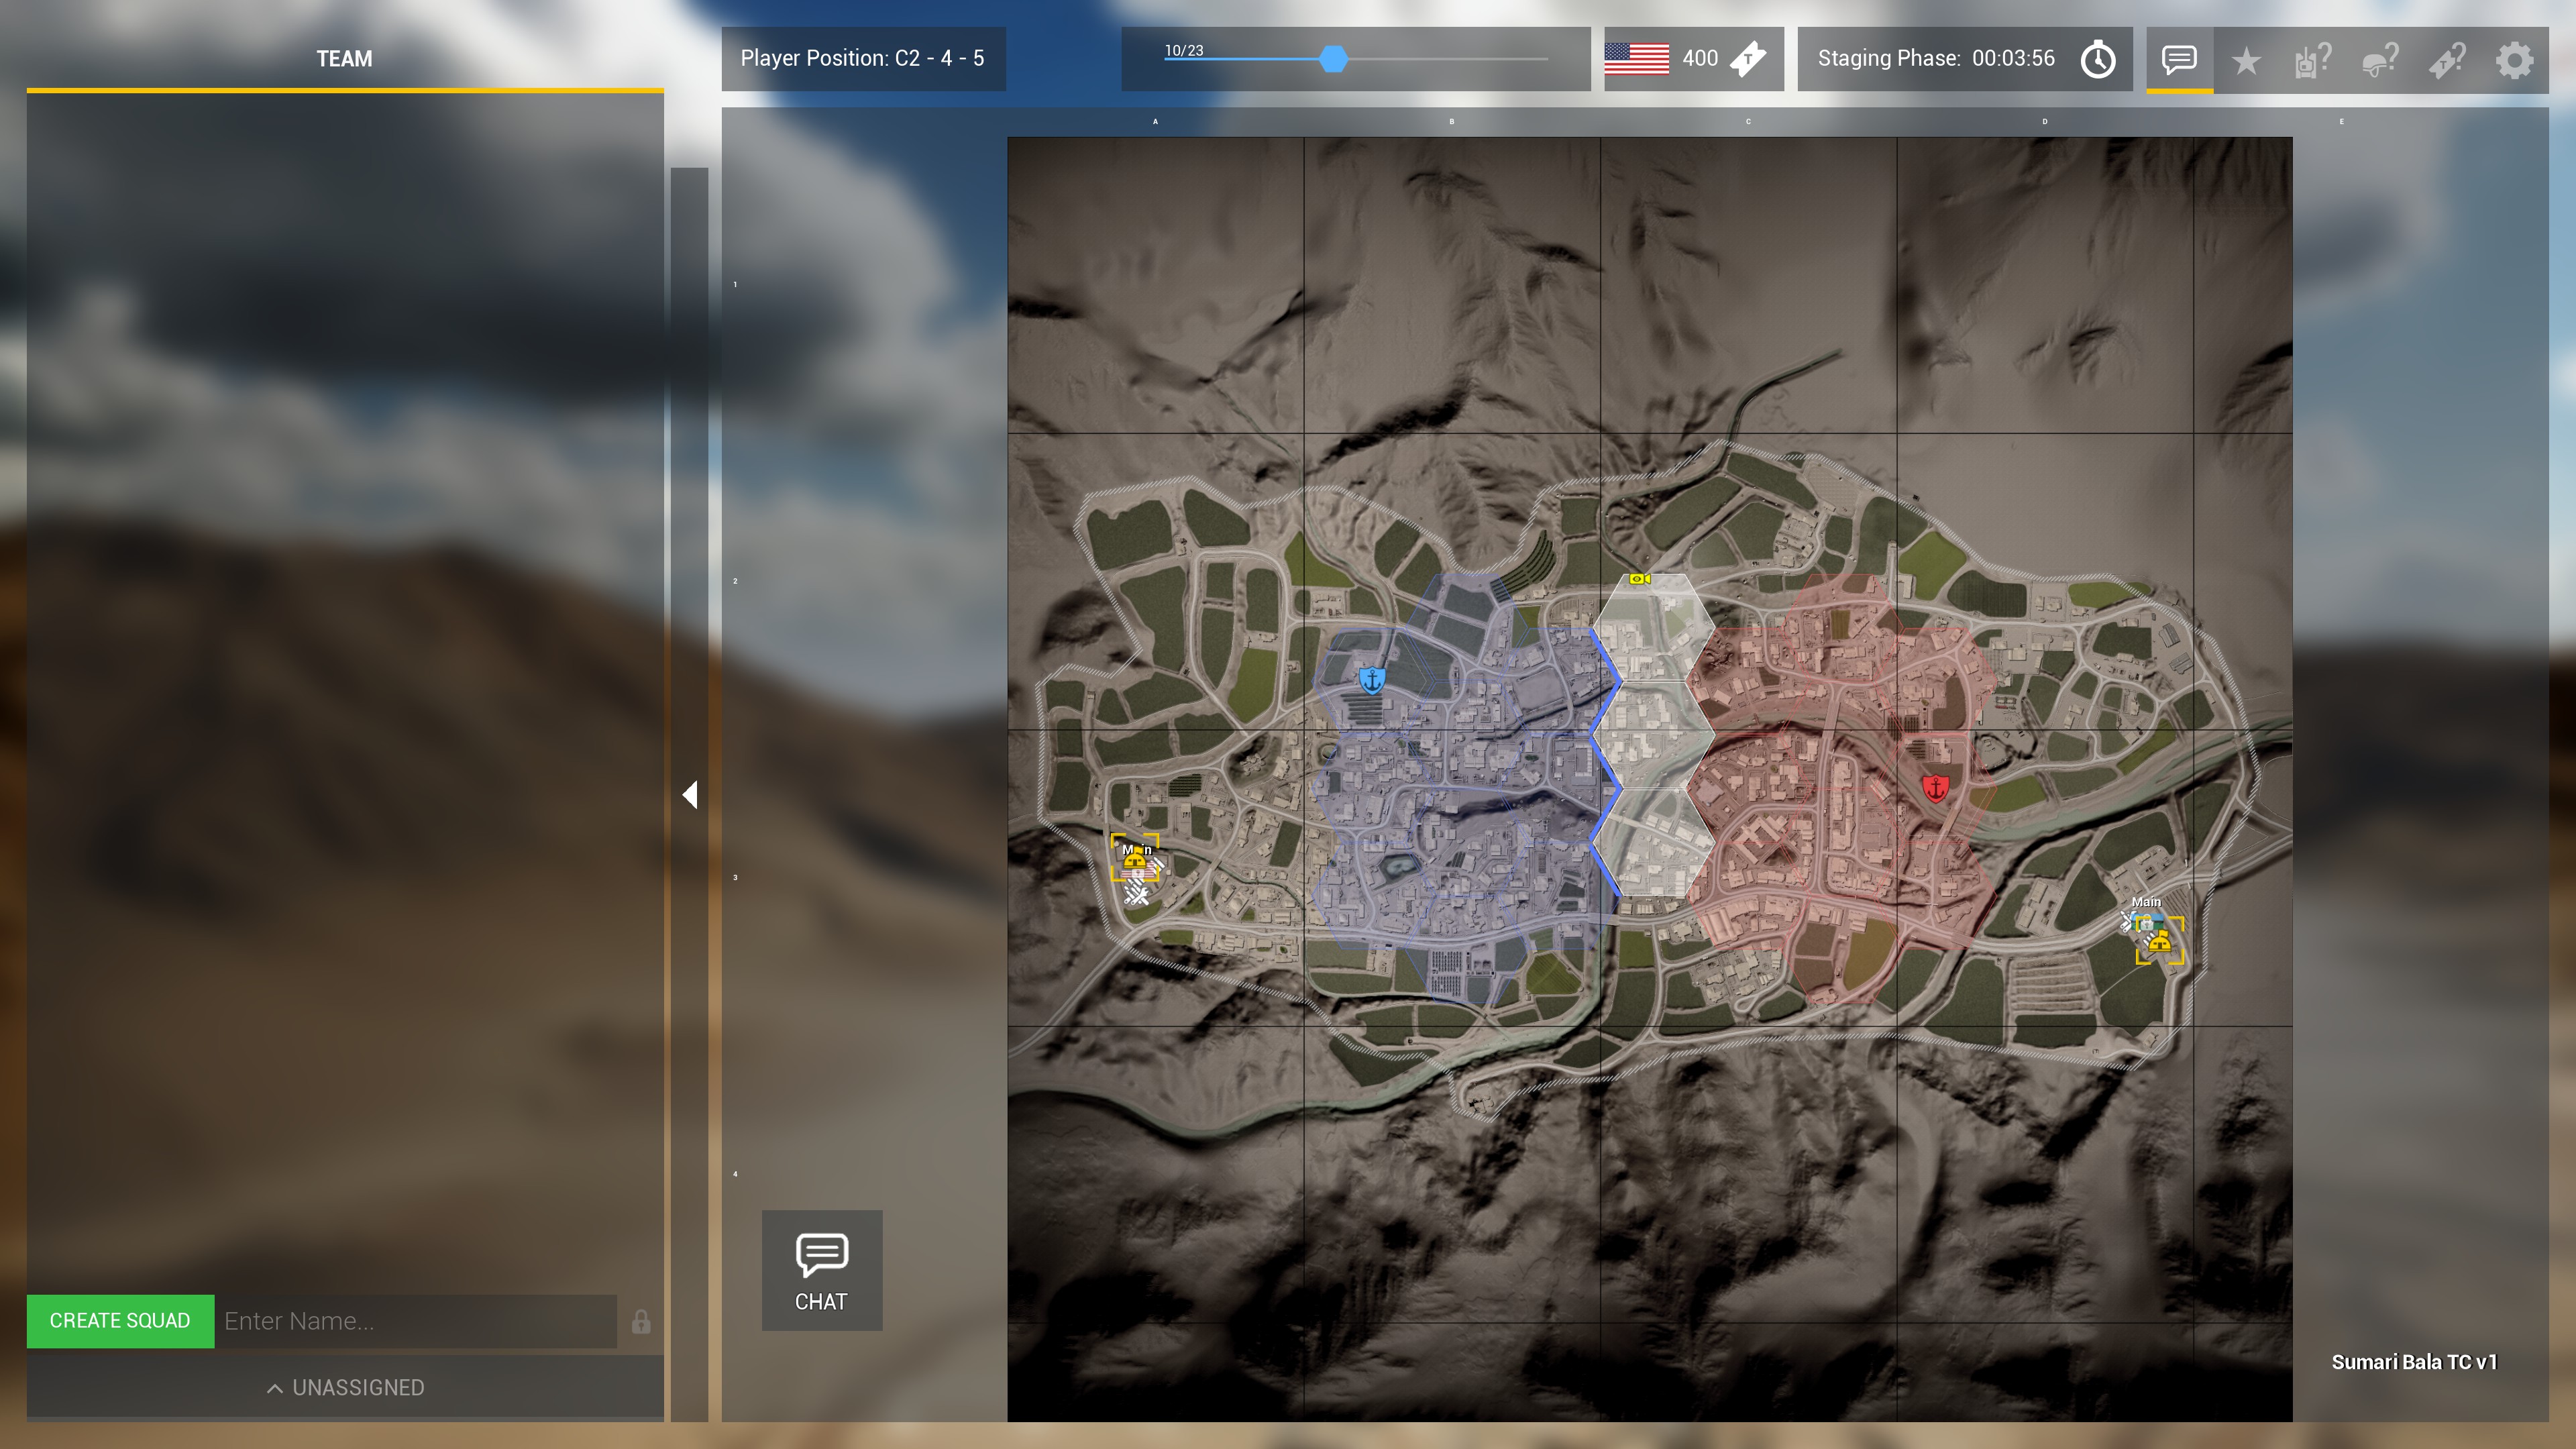 TEAM
Player Position: C2 - 4 - 5
10/23
400
Staging Phase: 00:03:56
A
B
C
D
E
1
2
3
4
Main
Main
CHAT
CREATE SQUAD
Enter Name...
UNASSIGNED
Sumari Bala TC v1